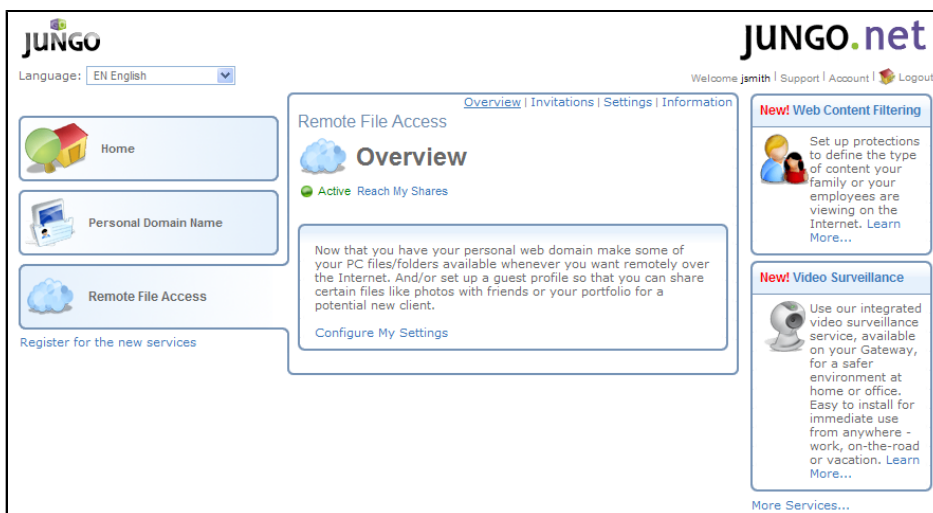 JUNGO
JUNGO.net
Language: EN English
Welcome jsmith | Support | Account | Logout
Home
Personal Domain Name
Remote File Access
Register for the new services
Overview | Invitations | Settings | Information
Remote File Access
Overview
Active Reach My Shares
Now that you have your personal web domain make some of
your PC files/folders available whenever you want remotely over
the Internet. And/or set up a guest profile so that you can share
certain files like photos with friends or your portfolio for a
potential new client.
Configure My Settings
New! Web Content Filtering
Set up protections
to define the type
of content your
family or your
employees are
viewing on the
Internet. Learn
More...
New! Video Surveillance
Use our integrated
video surveillance
service, available
on your Gateway,
for a safer
environment at
home or office.
Easy to install for
immediate use
from anywhere -
work, on-the-road
or vacation. Learn
More...
More Services...